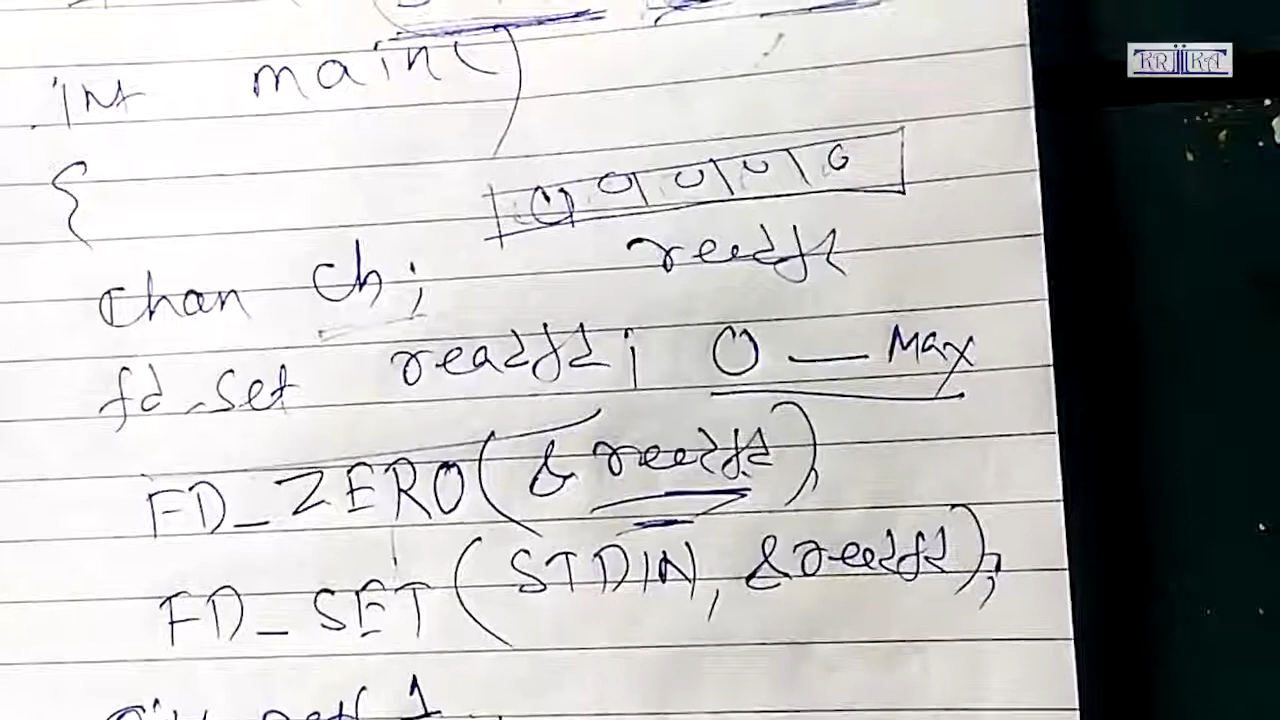 int main()
{
0 0 0 0 0
char ch; readfd
fd_set readfd; 0 — Max
FD_ZERO(&readfd);
FD_SET(STDIN, &readfd);
KRIIIKA